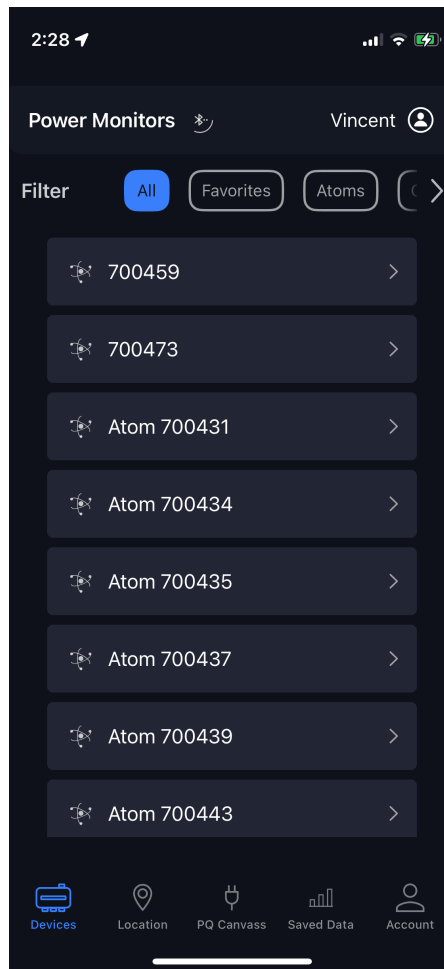 2:28
Power Monitors Vincent
Filter All Favorites Atoms
700459
700473
Atom 700431
Atom 700434
Atom 700435
Atom 700437
Atom 700439
Atom 700443
Devices Location PQ Canvass Saved Data Account